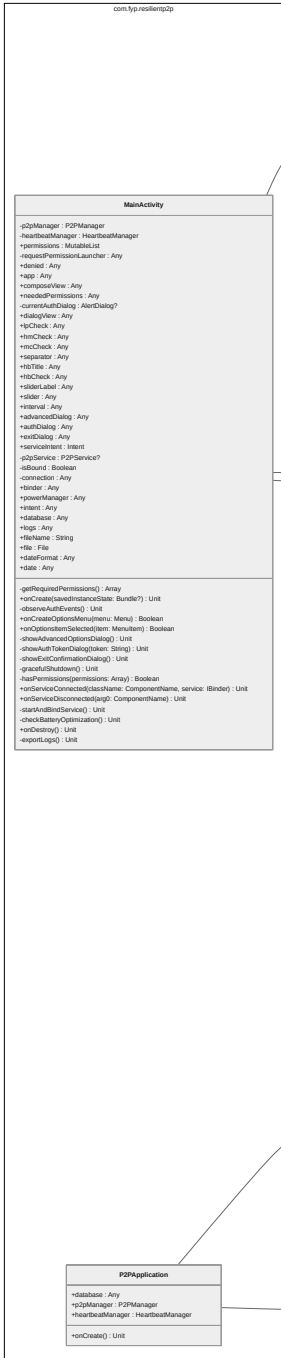 com.fyp.resilientp2p
MainActivity
-p2pManager : P2PManager
-heartbeatManager : HeartbeatManager
+permissions : MutableList
-requestPermissionLauncher : Any
+denied : Any
+app : Any
+composeView : Any
+neededPermissions : Any
-currentAuthDialog : AlertDialog?
+dialogView : Any
+lpCheck : Any
+hmCheck : Any
+mcCheck : Any
+separator : Any
+hbTitle : Any
+hbCheck : Any
+sliderLabel : Any
+slider : Any
+interval : Any
+advancedDialog : Any
+authDialog : Any
+exitDialog : Any
+serviceIntent : Intent
-p2pService : P2PService?
-isBound : Boolean
-connection : Any
+binder : Any
+powerManager : Any
+intent : Any
+database : Any
+logs : Any
+fileName : String
+file : File
+dateFormat : Any
+date : Any
-getRequiredPermissions() : Array
+onCreate(savedInstanceState: Bundle?) : Unit
-observeAuthEvents() : Unit
+onCreateOptionsMenu(menu: Menu) : Boolean
+onOptionsItemSelected(item: MenuItem) : Boolean
-showAdvancedOptionsDialog() : Unit
-showAuthTokenDialog(token: String) : Unit
-showExitConfirmationDialog() : Unit
-gracefulShutdown() : Unit
-hasPermissions(permissions: Array) : Boolean
+onServiceConnected(className: ComponentName, service: IBinder) : Unit
+onServiceDisconnected(arg0: ComponentName) : Unit
-startAndBindService() : Unit
-checkBatteryOptimization() : Unit
+onDestroy() : Unit
-exportLogs() : Unit
P2PApplication
+database : Any
+p2pManager : P2PManager
+heartbeatManager : HeartbeatManager
+onCreate() : Unit